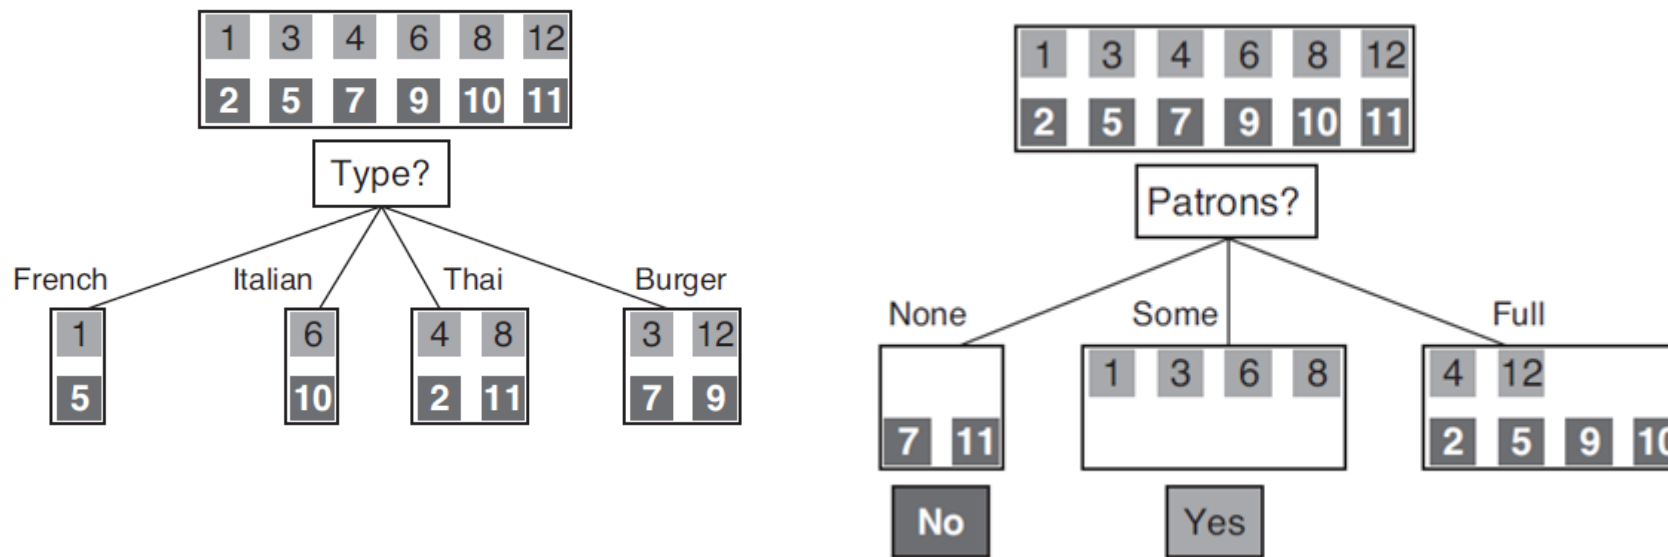 1 3 4 6 8 12
2 5 7 9 10 11
Type?
French Italian Thai Burger
1 6 4 8 3 12
5 10 2 11 7 9
1 3 4 6 8 12
2 5 7 9 10 11
Patrons?
None Some Full
1 3 6 8 4 12
7 11 2 5 9 10
No Yes